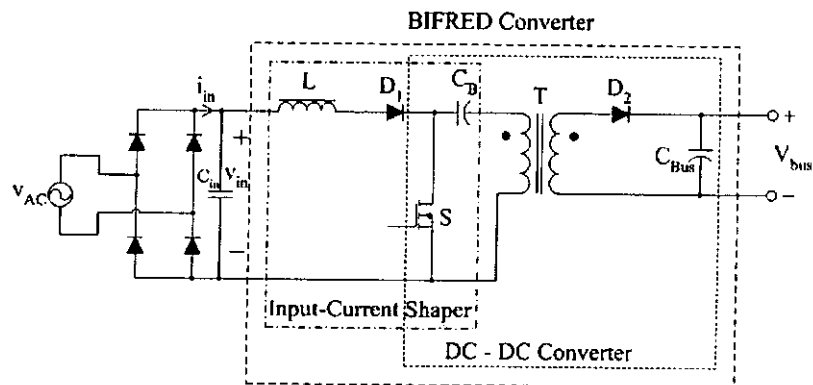 BIFRED Converter
i_in
L
D_1
C_B
T
D_2
+
+
v_AC
C_in
V_in
S
C_Bus
V_bus
−
−
Input-Current Shaper
DC - DC Converter